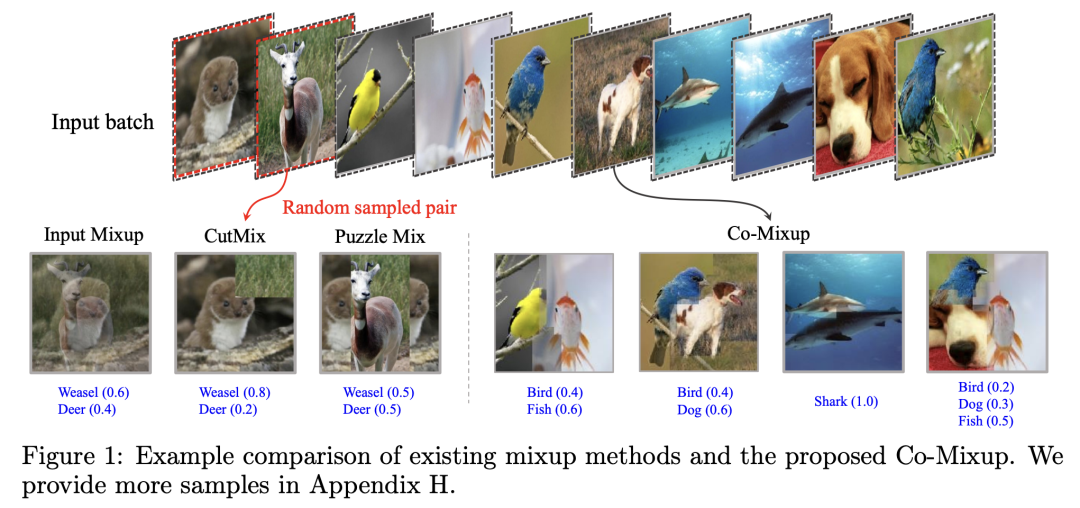 Input batch
Random sampled pair
Input Mixup
CutMix
Puzzle Mix
Co-Mixup
Weasel (0.6)
Deer (0.4)
Weasel (0.8)
Deer (0.2)
Weasel (0.5)
Deer (0.5)
Bird (0.4)
Fish (0.6)
Bird (0.4)
Dog (0.6)
Shark (1.0)
Bird (0.2)
Dog (0.3)
Fish (0.5)
Figure 1: Example comparison of existing mixup methods and the proposed Co-Mixup. We
provide more samples in Appendix H.